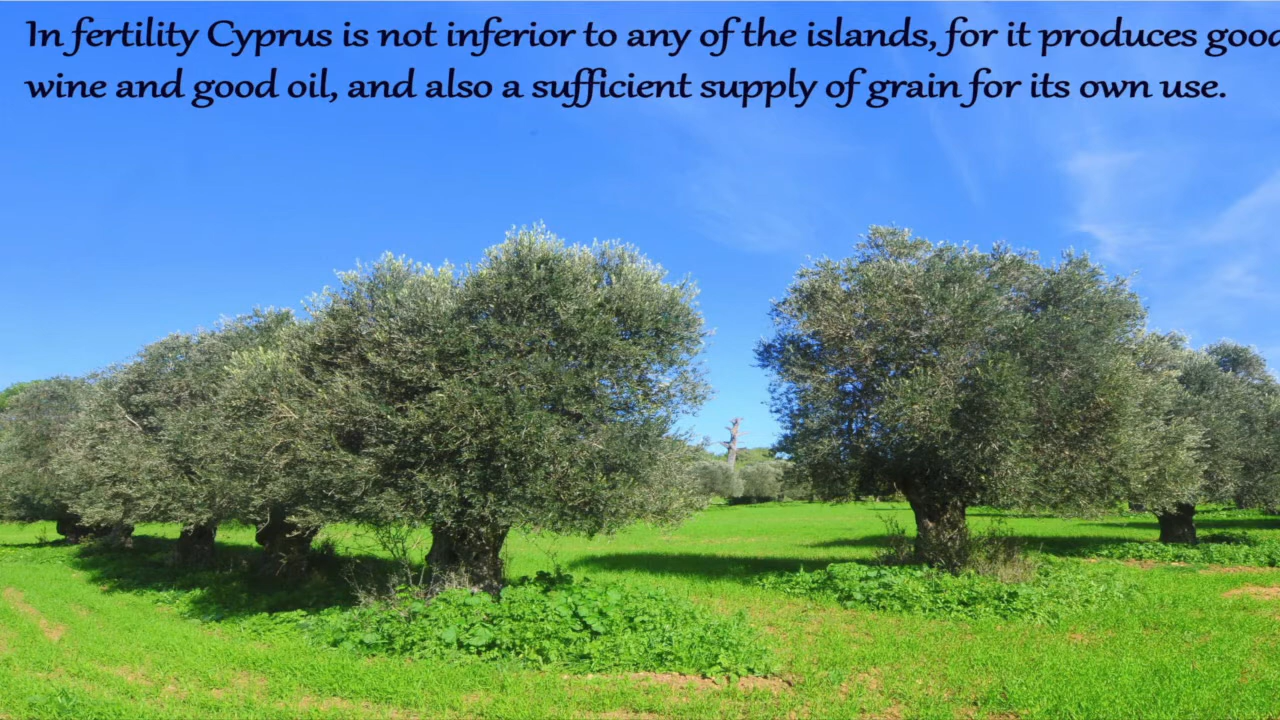 In fertility Cyprus is not inferior to any of the islands, for it produces good
wine and good oil, and also a sufficient supply of grain for its own use.